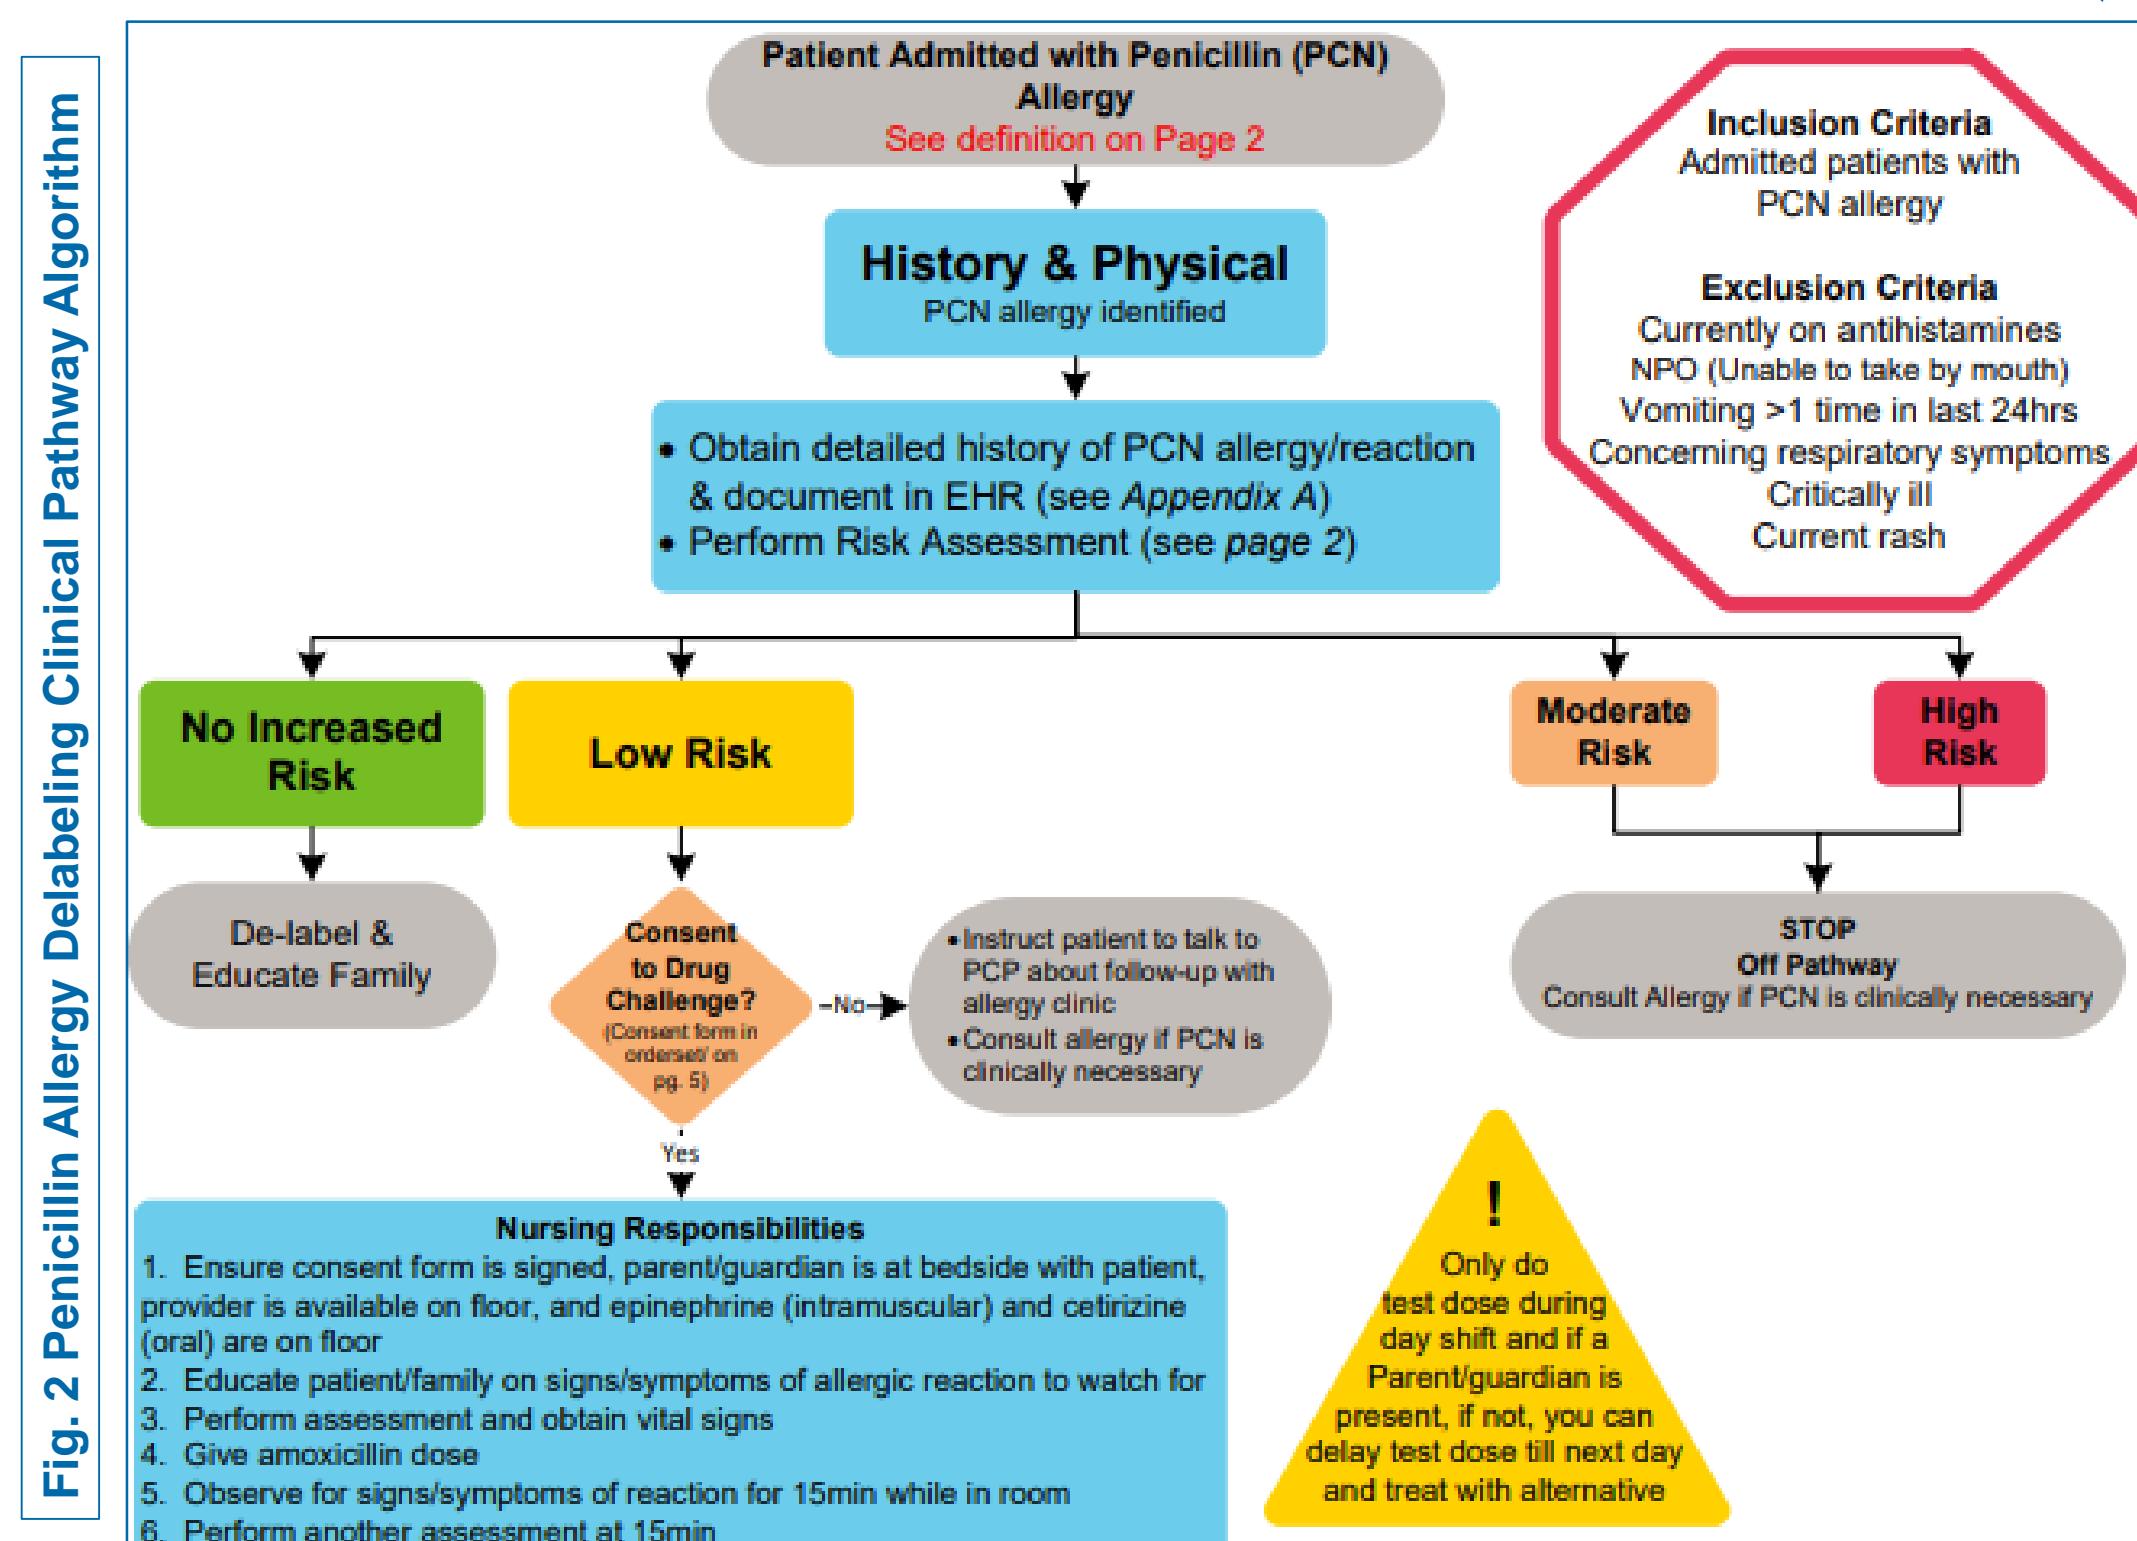 Fig. 2 Penicillin Allergy Delabeling Clinical Pathway Algorithm
Patient Admitted with Penicillin (PCN)
Allergy
See definition on Page 2
History & Physical
PCN allergy identified
• Obtain detailed history of PCN allergy/reaction
& document in EHR (see Appendix A)
• Perform Risk Assessment (see page 2)
Inclusion Criteria
Admitted patients with
PCN allergy
Exclusion Criteria
Currently on antihistamines
NPO (Unable to take by mouth)
Vomiting >1 time in last 24hrs
Concerning respiratory symptoms
Critically ill
Current rash
No Increased
Risk
Low Risk
Moderate
Risk
High
Risk
De-label &
Educate Family
Consent
to Drug
Challenge?
(Consent form in
orderset/ on
pg. 5)
No
• Instruct patient to talk to
PCP about follow-up with
allergy clinic
• Consult allergy if PCN is
clinically necessary
STOP
Off Pathway
Consult Allergy if PCN is clinically necessary
Yes
Nursing Responsibilities
1. Ensure consent form is signed, parent/guardian is at bedside with patient,
provider is available on floor, and epinephrine (intramuscular) and cetirizine
(oral) are on floor
2. Educate patient/family on signs/symptoms of allergic reaction to watch for
3. Perform assessment and obtain vital signs
4. Give amoxicillin dose
5. Observe for signs/symptoms of reaction for 15min while in room
6. Perform another assessment at 15min
!
Only do
test dose during
day shift and if a
Parent/guardian is
present, if not, you can
delay test dose till next day
and treat with alternative